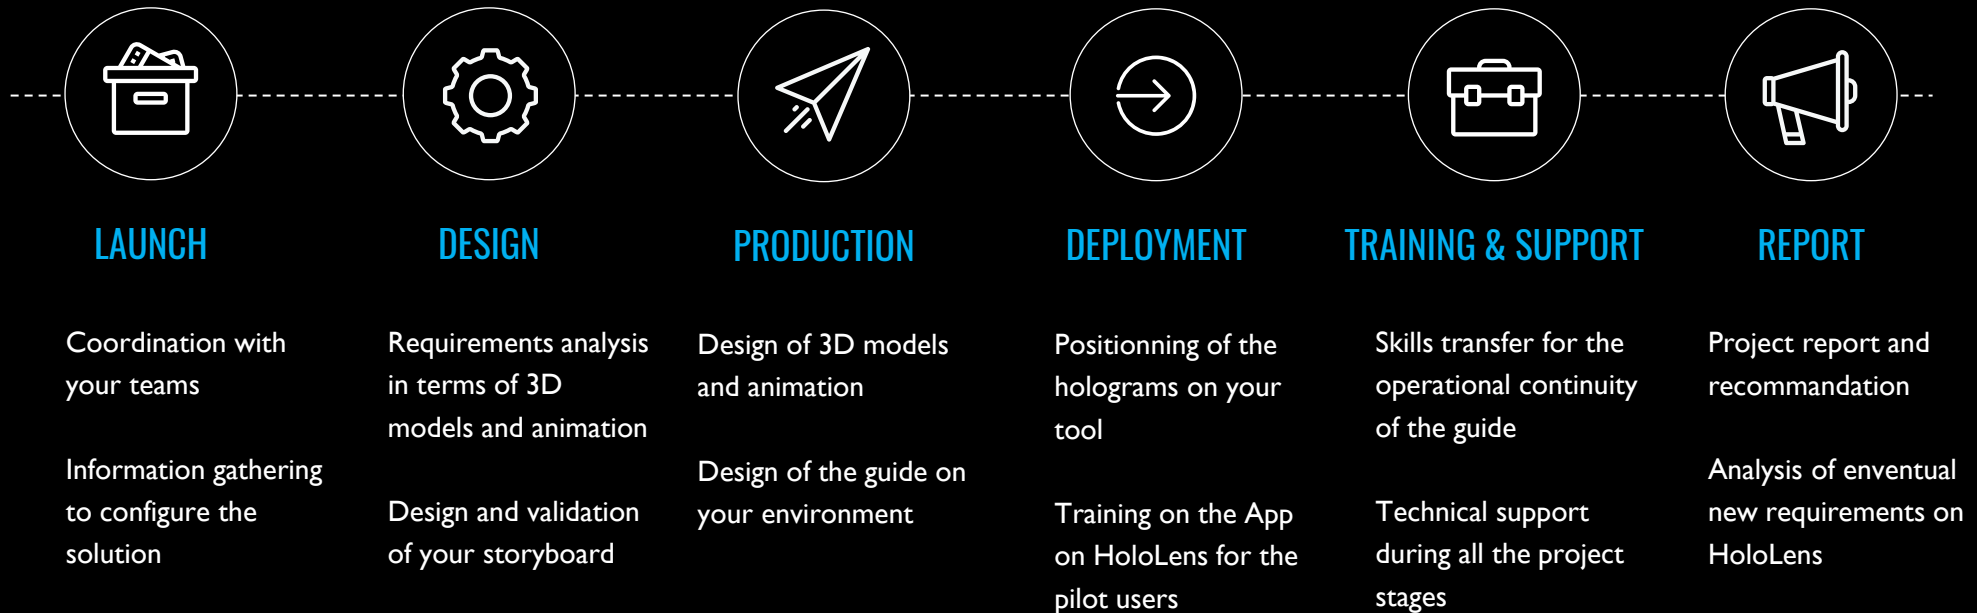 LAUNCH
Coordination with
your teams
Information gathering
to configure the
solution
DESIGN
Requirements analysis
in terms of 3D
models and animation
Design and validation
of your storyboard
PRODUCTION
Design of 3D models
and animation
Design of the guide on
your environment
DEPLOYMENT
Positionning of the
holograms on your
tool
Training on the App
on HoloLens for the
pilot users
TRAINING & SUPPORT
Skills transfer for the
operational continuity
of the guide
Technical support
during all the project
stages
REPORT
Project report and
recommandation
Analysis of enventual
new requirements on
HoloLens